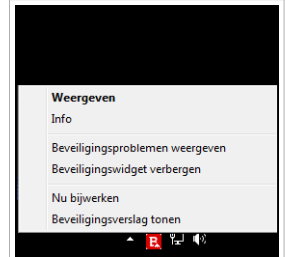 Weergeven
Info
Beveiligingsproblemen weergeven
Beveiligingswidget verbergen
Nu bijwerken
Beveiligingsverslag tonen
B